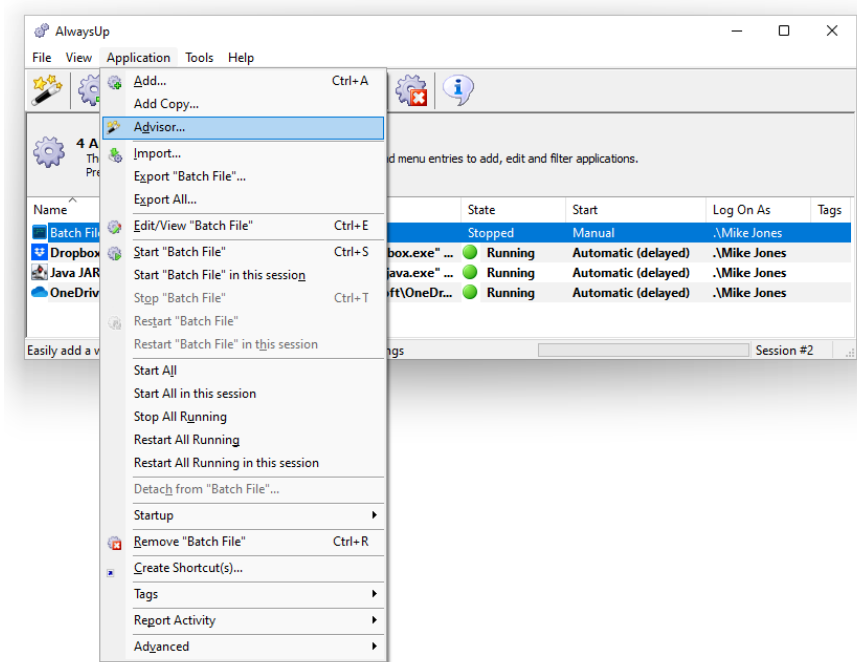 AlwaysUp
File View Application Tools Help
Add... Ctrl+A
Add Copy...
Advisor...
Import...
Export "Batch File"...
Export All...
Edit/View "Batch File" Ctrl+E
Start "Batch File" Ctrl+S
Start "Batch File" in this session
Stop "Batch File" Ctrl+T
Restart "Batch File"
Restart "Batch File" in this session
Start All
Start All in this session
Stop All Running
Restart All Running
Restart All Running in this session
Detach from "Batch File"...
Startup
Remove "Batch File" Ctrl+R
Create Shortcut(s)...
Tags
Report Activity
Advanced
4 A
Th
Pre
d menu entries to add, edit and filter applications.
Name State Start Log On As Tags
Batch File Stopped Manual .\Mike Jones
Dropbox box.exe" ... Running Automatic (delayed) .\Mike Jones
Java JAR java.exe" ... Running Automatic (delayed) .\Mike Jones
OneDriv ft\OneDr... Running Automatic (delayed) .\Mike Jones
Easily add a w ngs Session #2